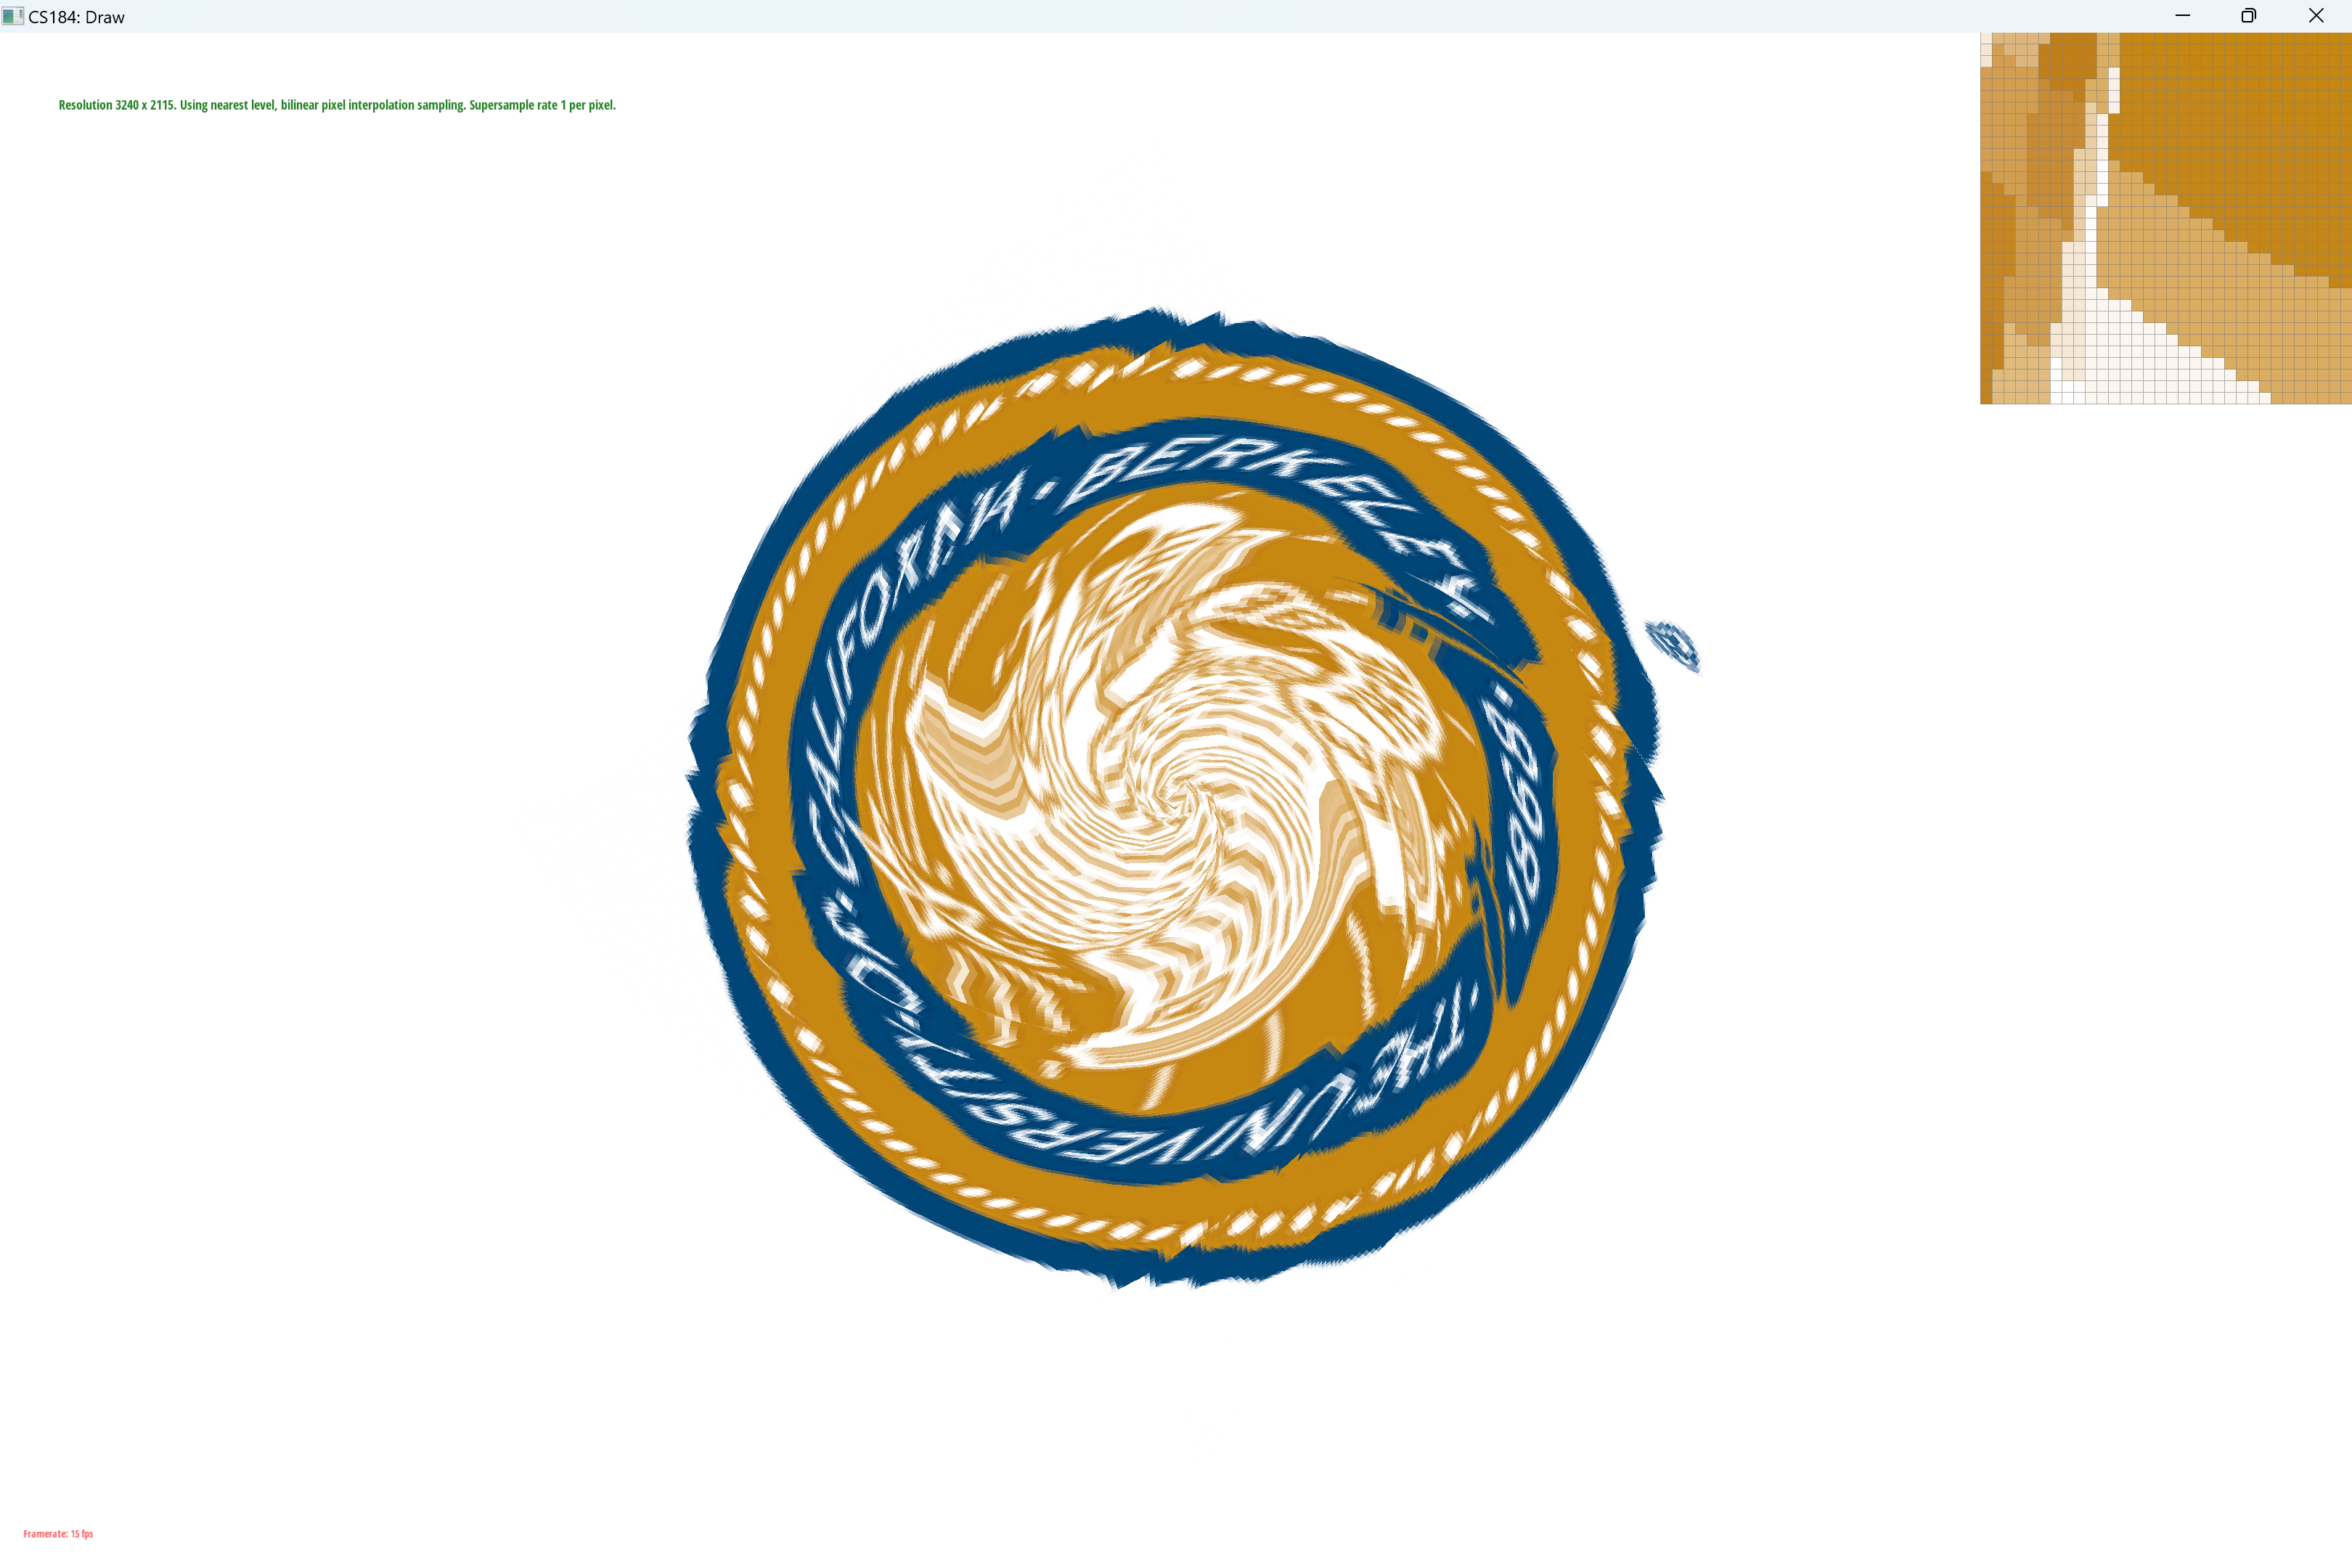 CS184: Draw
Resolution 3240 x 2115. Using nearest level, bilinear pixel interpolation sampling. Supersample rate 1 per pixel.
THE UNIVERSITY OF
CALIFORNIA · BERKELEY
· 1868 ·
Framerate: 15 fps